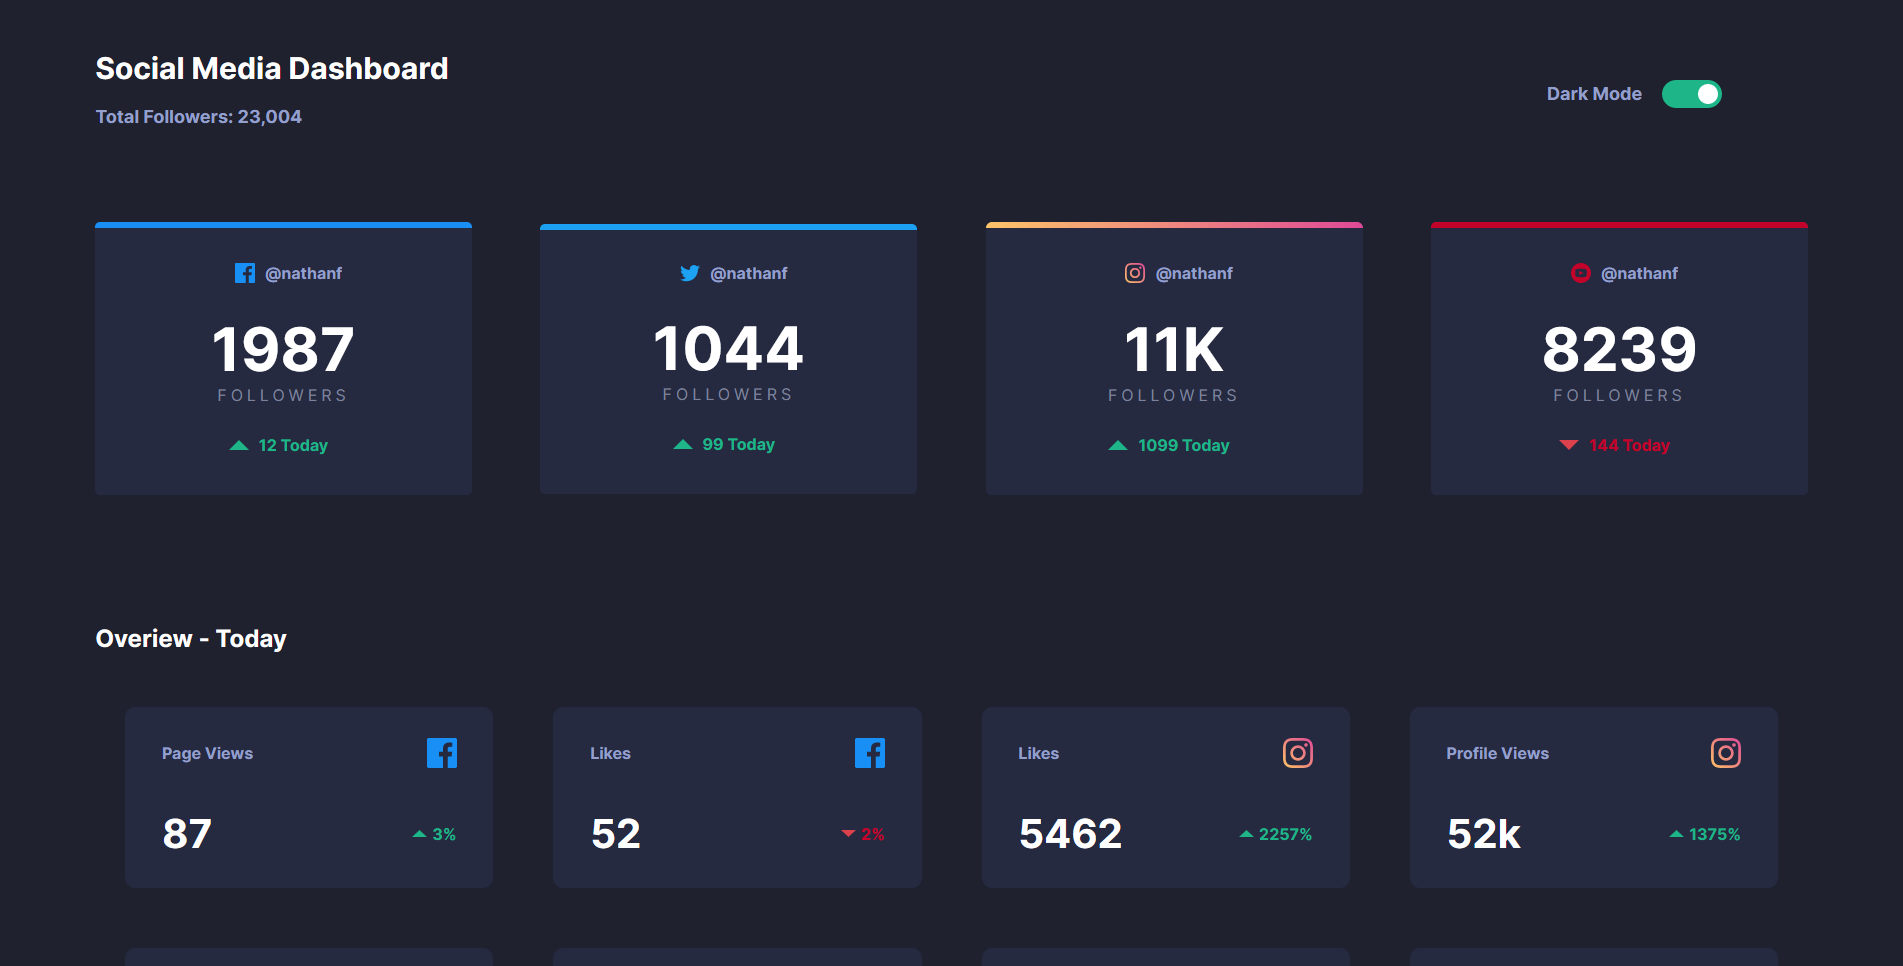 Social Media Dashboard
Total Followers: 23,004
Dark Mode
@nathanf
1987
FOLLOWERS
12 Today
@nathanf
1044
FOLLOWERS
99 Today
@nathanf
11K
FOLLOWERS
1099 Today
@nathanf
8239
FOLLOWERS
144 Today
Overiew - Today
Page Views
87
3%
Likes
52
2%
Likes
5462
2257%
Profile Views
52k
1375%